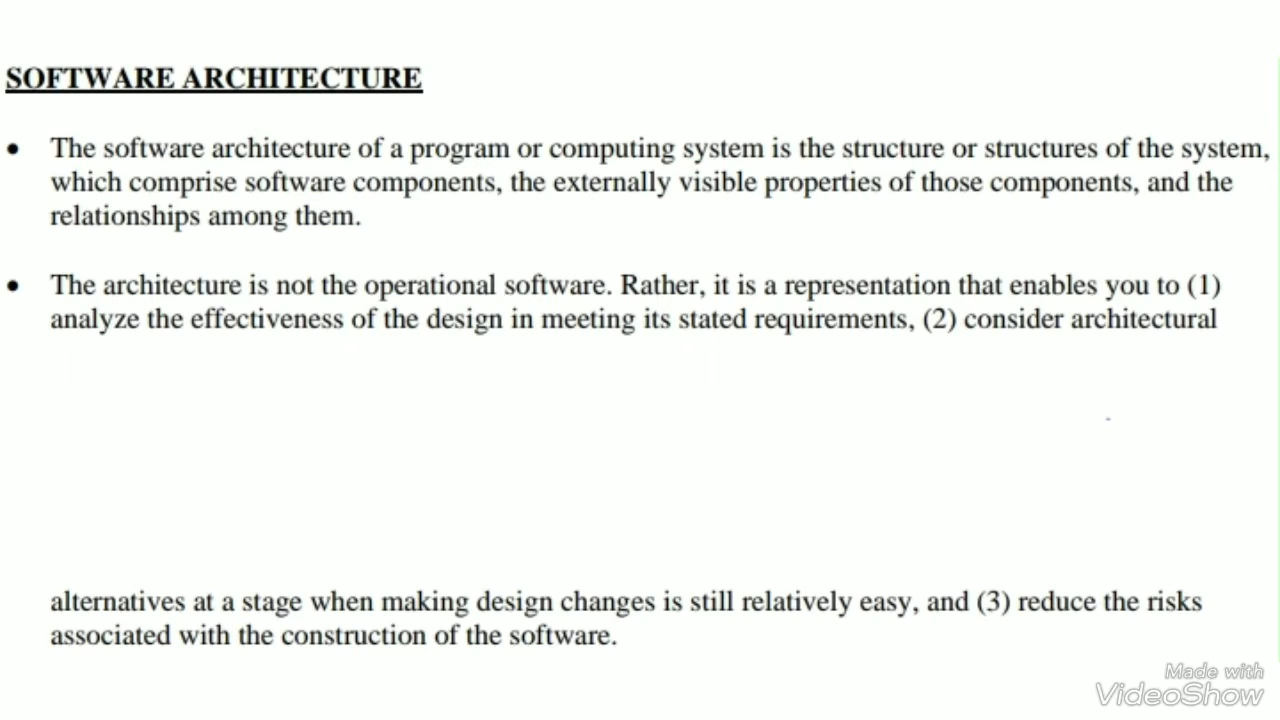 SOFTWARE ARCHITECTURE
• The software architecture of a program or computing system is the structure or structures of the system,
which comprise software components, the externally visible properties of those components, and the
relationships among them.
• The architecture is not the operational software. Rather, it is a representation that enables you to (1)
analyze the effectiveness of the design in meeting its stated requirements, (2) consider architectural
alternatives at a stage when making design changes is still relatively easy, and (3) reduce the risks
associated with the construction of the software.
Made with
VideoShow